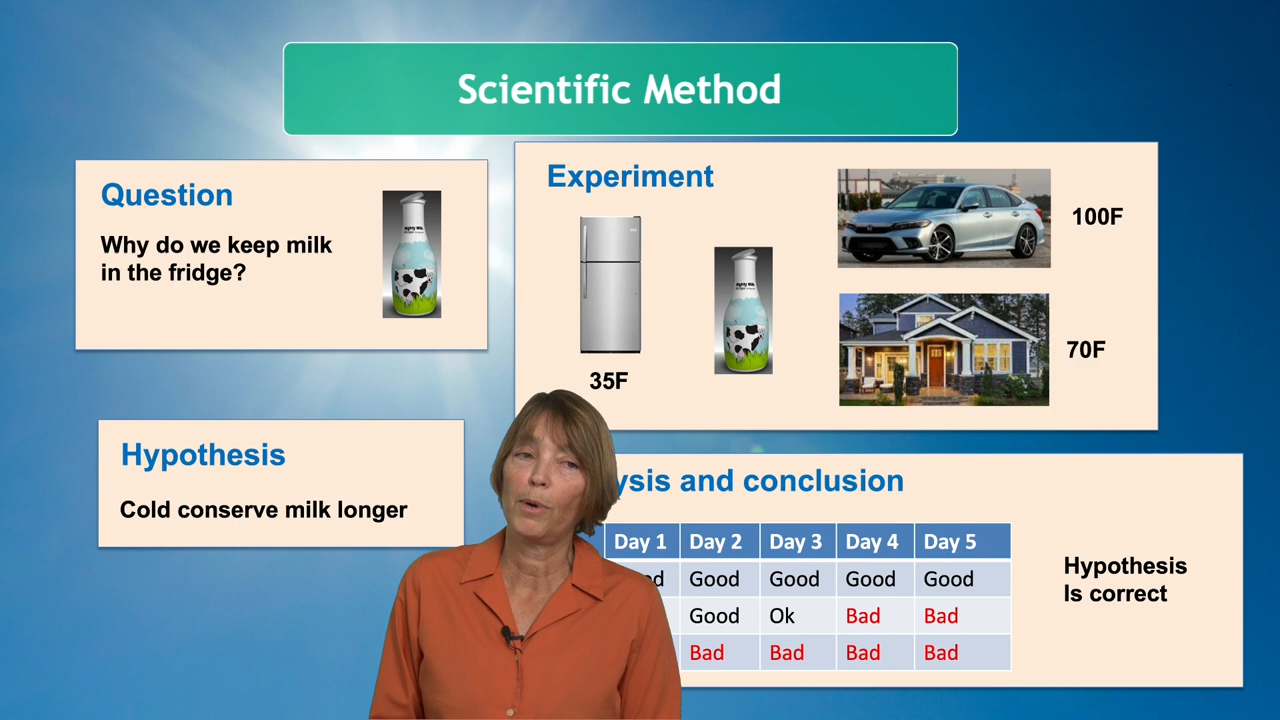 Scientific Method
Question
Why do we keep milk
in the fridge?
Experiment
35F
100F
70F
Hypothesis
Cold conserve milk longer
ysis and conclusion
Day 1 Day 2 Day 3 Day 4 Day 5
Good Good Good Good
Good Ok Bad Bad
Bad Bad Bad Bad
Hypothesis
Is correct